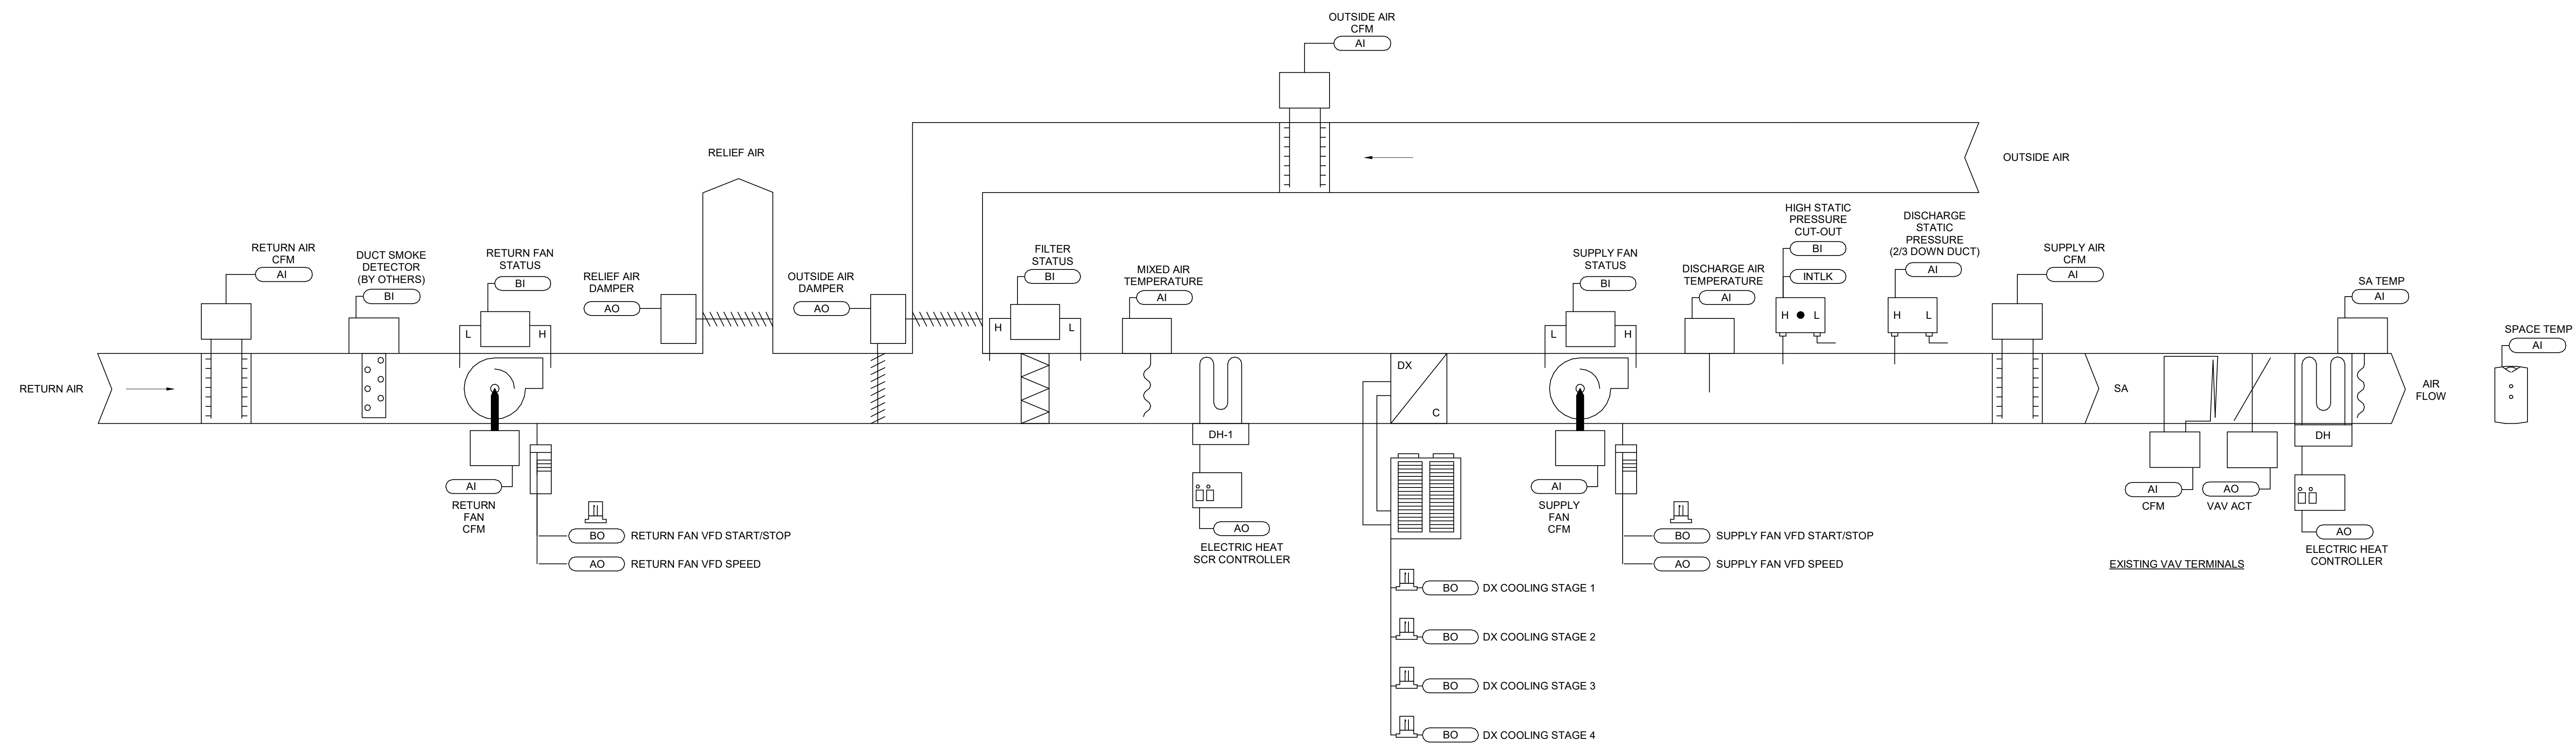 OUTSIDE AIR
CFM
AI
RELIEF AIR
OUTSIDE AIR
RETURN AIR
CFM
AI
DUCT SMOKE
DETECTOR
(BY OTHERS)
BI
RETURN FAN
STATUS
BI
L
H
RELIEF AIR
DAMPER
AO
OUTSIDE AIR
DAMPER
AO
FILTER
STATUS
BI
H
L
MIXED AIR
TEMPERATURE
AI
SUPPLY FAN
STATUS
BI
L
H
DISCHARGE AIR
TEMPERATURE
AI
HIGH STATIC
PRESSURE
CUT-OUT
BI
INTLK
H
L
DISCHARGE
STATIC
PRESSURE
(2/3 DOWN DUCT)
AI
H
L
SUPPLY AIR
CFM
AI
SA TEMP
AI
SPACE TEMP
AI
RETURN AIR
DX
C
SA
AIR
FLOW
DH-1
DH
AI
RETURN
FAN
CFM
BO RETURN FAN VFD START/STOP
AO RETURN FAN VFD SPEED
AO
ELECTRIC HEAT
SCR CONTROLLER
AI
SUPPLY
FAN
CFM
BO SUPPLY FAN VFD START/STOP
AO SUPPLY FAN VFD SPEED
AI
CFM
AO
VAV ACT
AO
ELECTRIC HEAT
CONTROLLER
EXISTING VAV TERMINALS
BO DX COOLING STAGE 1
BO DX COOLING STAGE 2
BO DX COOLING STAGE 3
BO DX COOLING STAGE 4